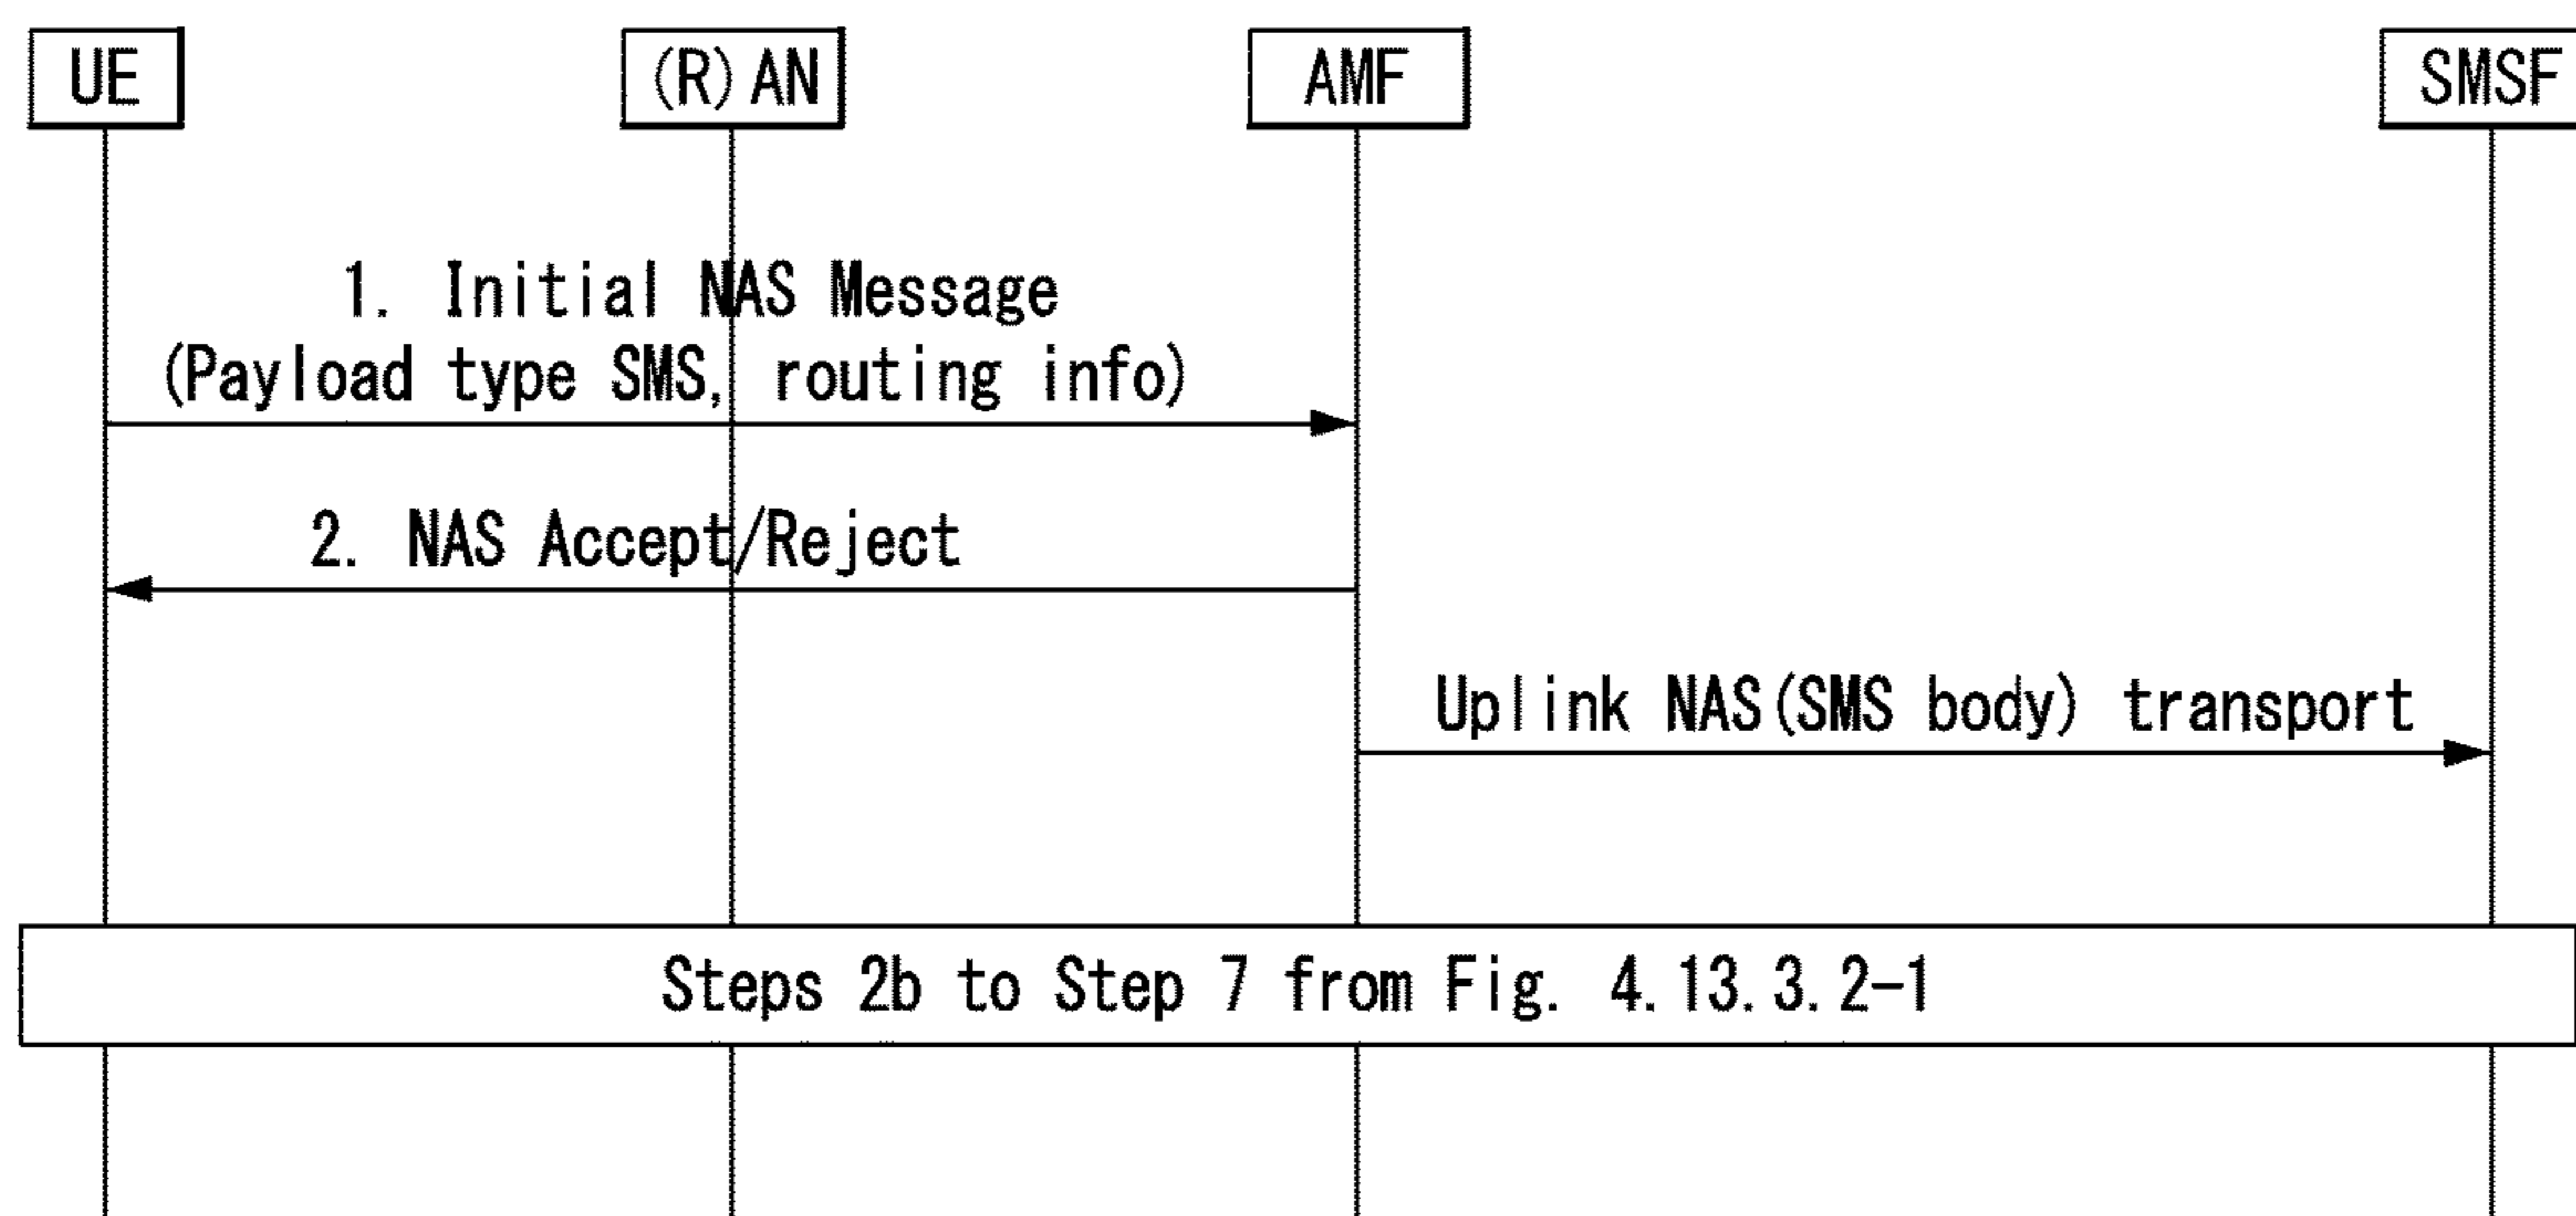 UE
(R)AN
AMF
SMSF
1. Initial NAS Message
(Payload type SMS, routing info)
2. NAS Accept/Reject
Uplink NAS(SMS body) transport
Steps 2b to Step 7 from Fig. 4.13.3.2-1